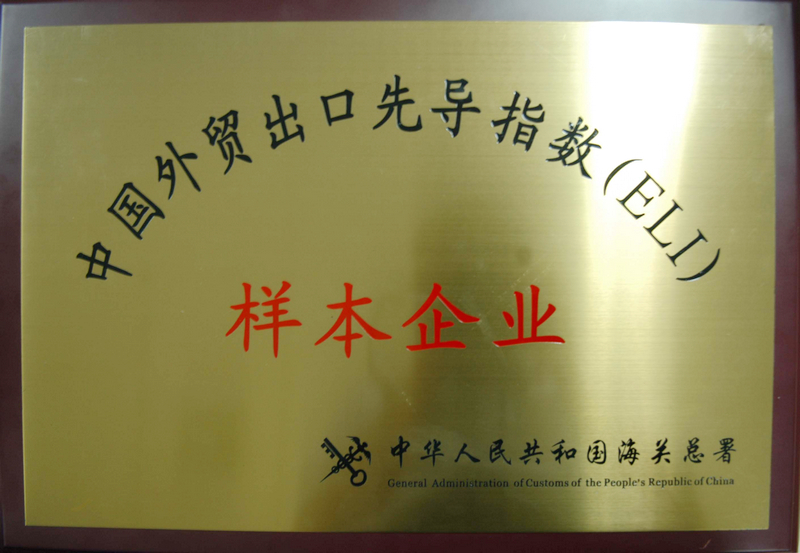 中国外贸出口先导指数(ELI)
样本企业
中华人民共和国海关总署
General Administration of Customs of the People's Republic of China